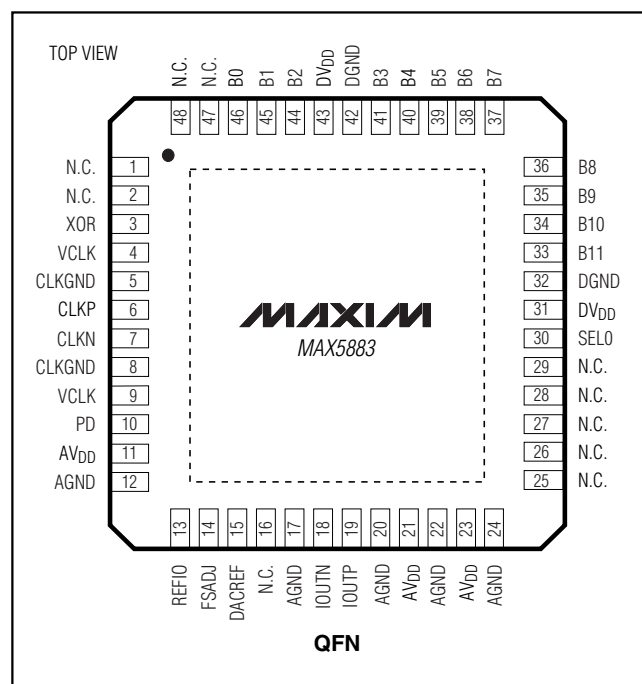 TOP VIEW
N.C. N.C. B0 B1 B2 DVDD DGND B3 B4 B5 B6 B7
48 47 46 45 44 43 42 41 40 39 38 37
N.C. 1
N.C. 2
XOR 3
VCLK 4
CLKGND 5
CLKP 6
CLKN 7
CLKGND 8
VCLK 9
PD 10
AVDD 11
AGND 12
MAXIM
MAX5883
36 B8
35 B9
34 B10
33 B11
32 DGND
31 DVDD
30 SEL0
29 N.C.
28 N.C.
27 N.C.
26 N.C.
25 N.C.
13 14 15 16 17 18 19 20 21 22 23 24
REFIO FSADJ DACREF N.C. AGND IOUTN IOUTP AGND AVDD AGND AVDD AGND
QFN